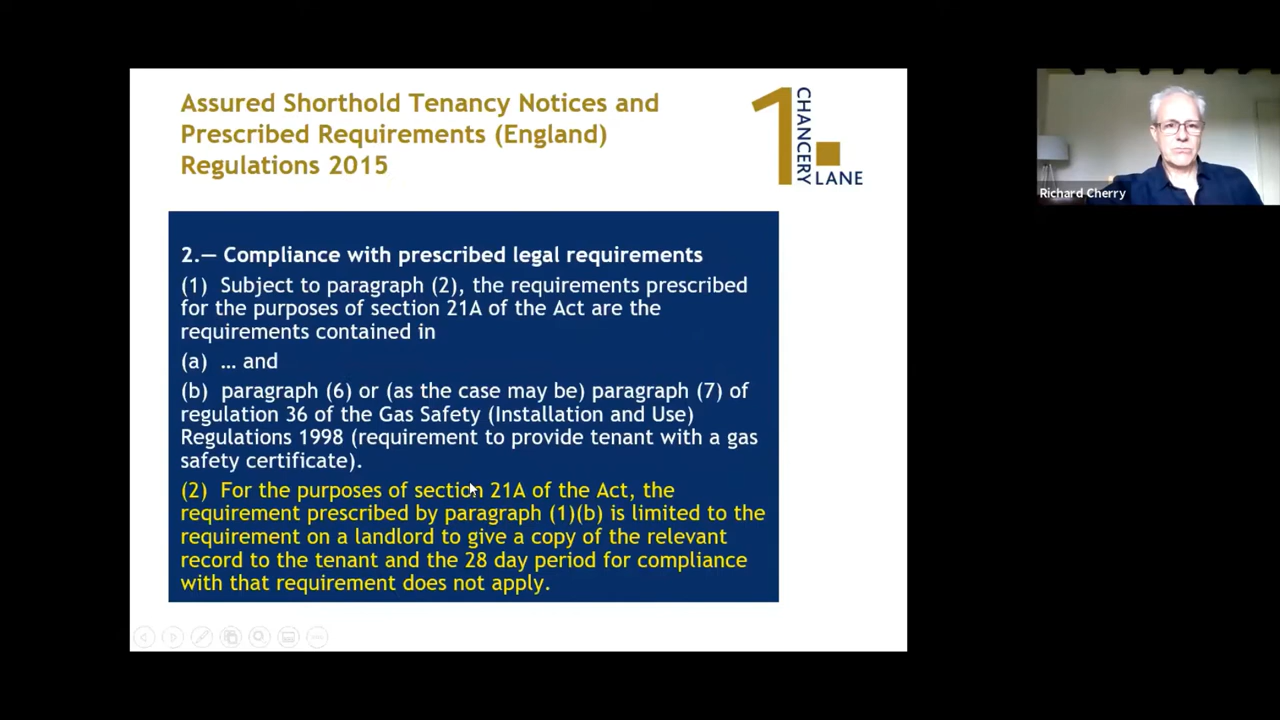 Assured Shorthold Tenancy Notices and
Prescribed Requirements (England)
Regulations 2015
1
CHANCERY
LANE
Richard Cherry
2.— Compliance with prescribed legal requirements
(1) Subject to paragraph (2), the requirements prescribed
for the purposes of section 21A of the Act are the
requirements contained in
(a) … and
(b) paragraph (6) or (as the case may be) paragraph (7) of
regulation 36 of the Gas Safety (Installation and Use)
Regulations 1998 (requirement to provide tenant with a gas
safety certificate).
(2) For the purposes of section 21A of the Act, the
requirement prescribed by paragraph (1)(b) is limited to the
requirement on a landlord to give a copy of the relevant
record to the tenant and the 28 day period for compliance
with that requirement does not apply.